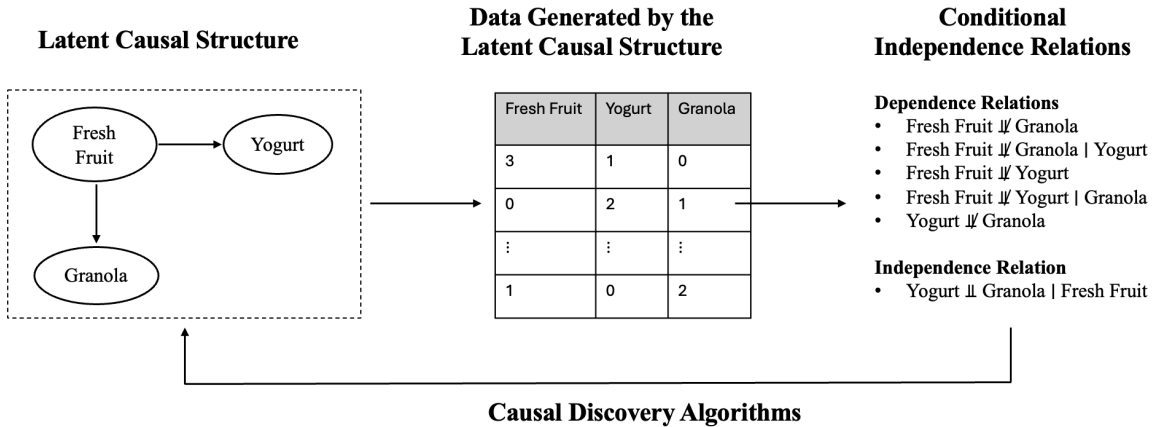 Latent Causal Structure
Fresh
Fruit
Yogurt
Granola
Data Generated by the
Latent Causal Structure
Fresh Fruit Yogurt Granola
3 1 0
0 2 1
⋮ ⋮ ⋮
1 0 2
Conditional
Independence Relations
Dependence Relations
• Fresh Fruit ⫫̸ Granola
• Fresh Fruit ⫫̸ Granola | Yogurt
• Fresh Fruit ⫫̸ Yogurt
• Fresh Fruit ⫫̸ Yogurt | Granola
• Yogurt ⫫̸ Granola
Independence Relation
• Yogurt ⫫ Granola | Fresh Fruit
Causal Discovery Algorithms